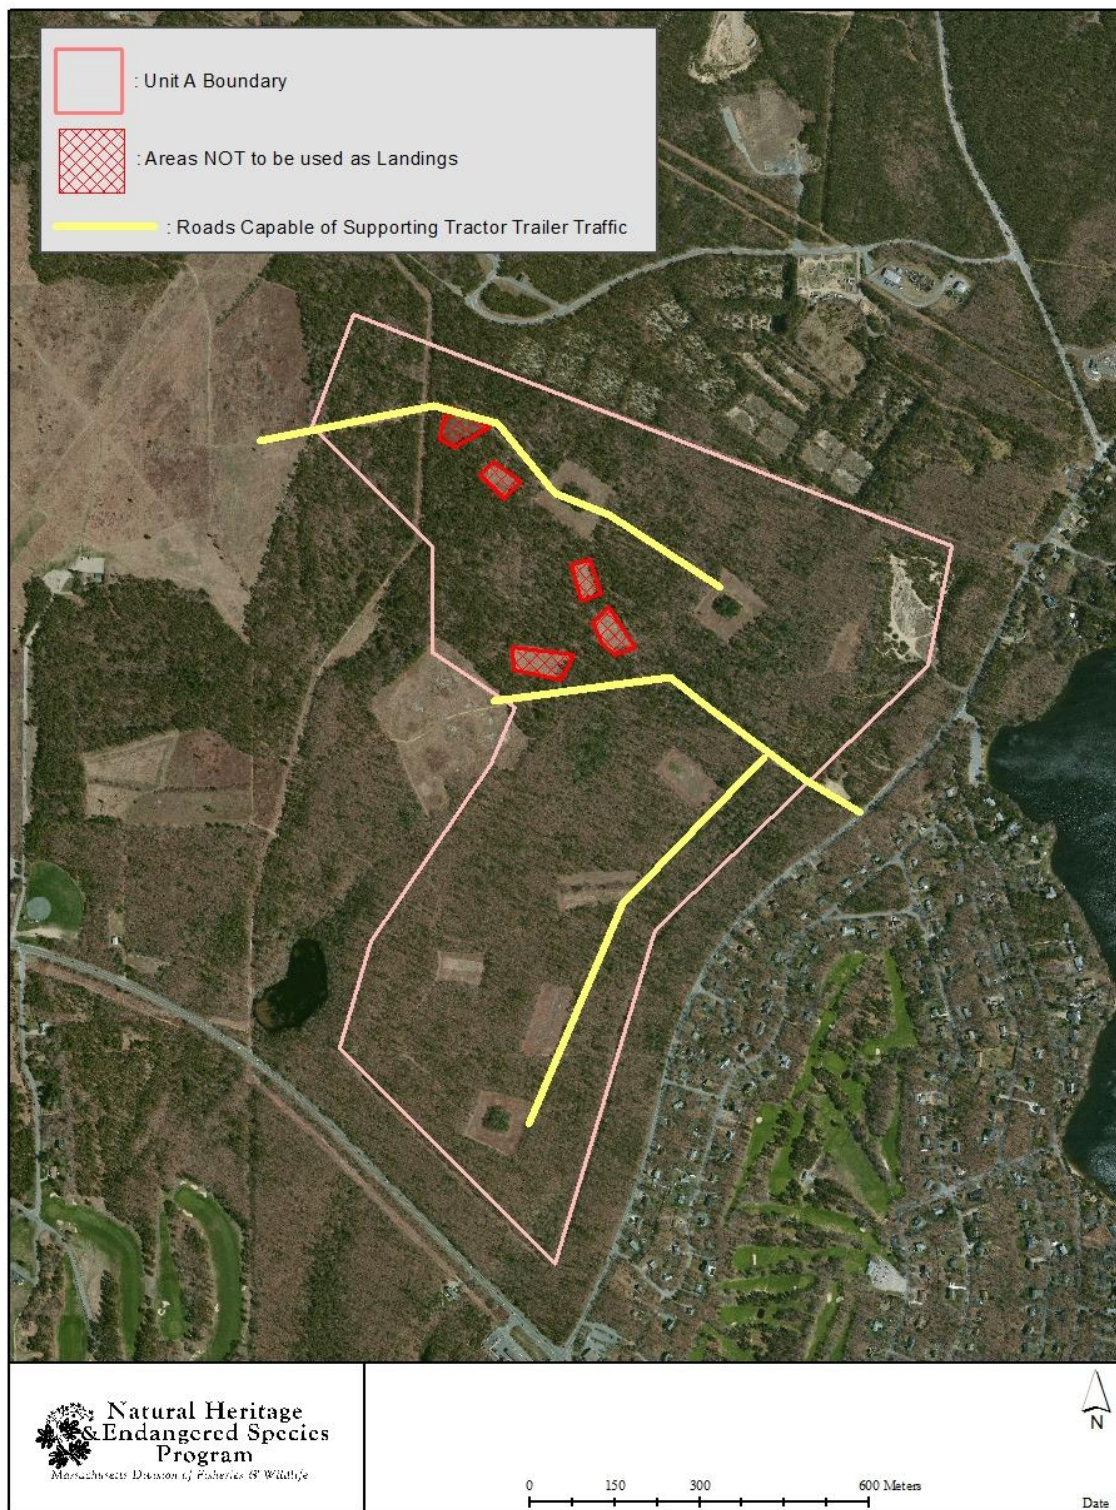 : Unit A Boundary
: Areas NOT to be used as Landings
: Roads Capable of Supporting Tractor Trailer Traffic
Natural Heritage
& Endangered Species
Program
Massachusetts Division of Fisheries & Wildlife
N
0 150 300 600 Meters
Date